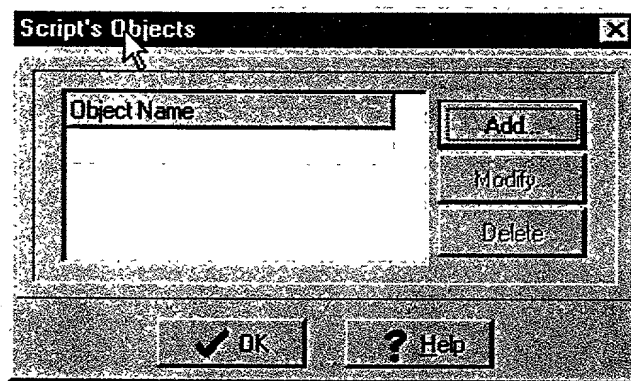 Script's Objects
Object Name
Add...
Modify...
Delete
OK
Help